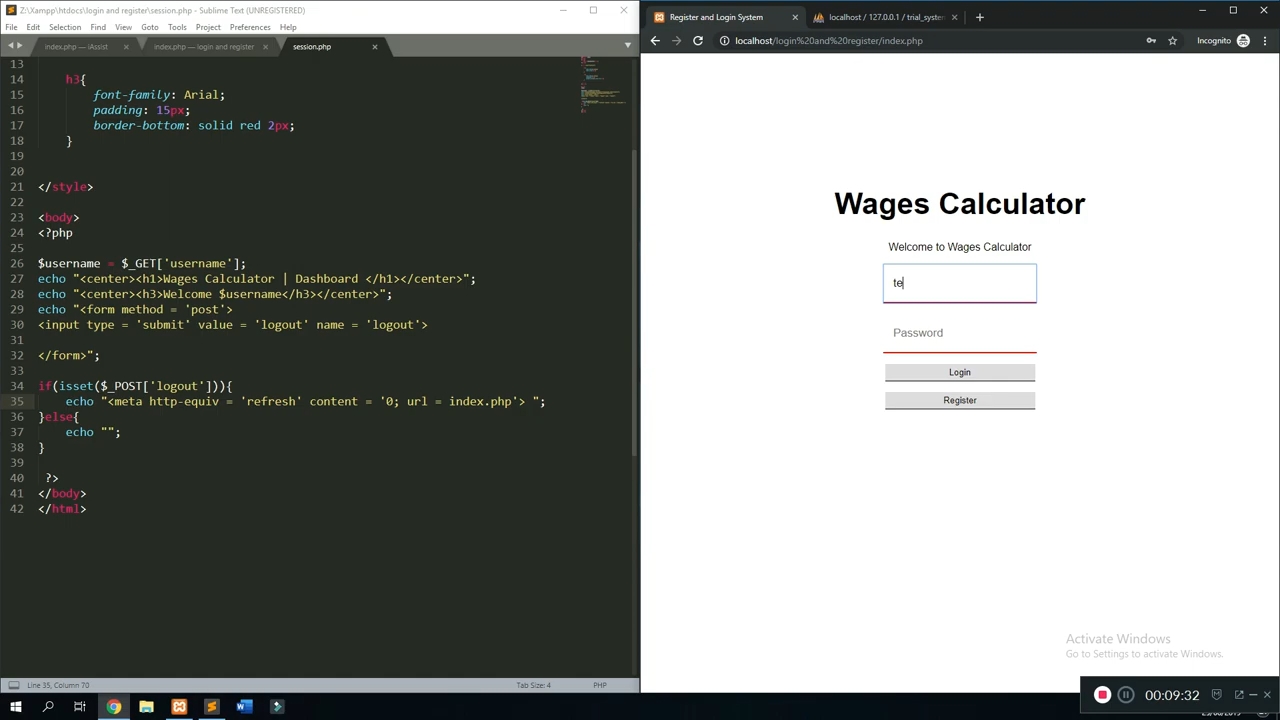 Z:\Xampp\htdocs\login and register\session.php - Sublime Text (UNREGISTERED)
File Edit Selection Find View Goto Tools Project Preferences Help
index.php — iAssist
index.php — login and register
session.php
13
14 h3{
15 font-family: Arial;
16 padding: 15px;
17 border-bottom: solid red 2px;
18 }
19
20
21 </style>
22
23 <body>
24 <?php
25
26 $username = $_GET['username'];
27 echo "<center><h1>Wages Calculator | Dashboard </h1></center>";
28 echo "<center><h3>Welcome $username</h3></center>";
29 echo "<form method = 'post'>
30 <input type = 'submit' value = 'logout' name = 'logout'>
31
32 </form>";
33
34 if(isset($_POST['logout'])){
35 echo "<meta http-equiv = 'refresh' content = '0; url = index.php'> ";
36 }else{
37 echo "";
38 }
39
40 ?>
41 </body>
42 </html>
Line 35, Column 70
Tab Size: 4
PHP
Register and Login System
localhost / 127.0.0.1 / trial_system
localhost/login%20and%20register/index.php
Incognito
Wages Calculator
Welcome to Wages Calculator
te
Password
Login
Register
Activate Windows
Go to Settings to activate Windows.
00:09:32